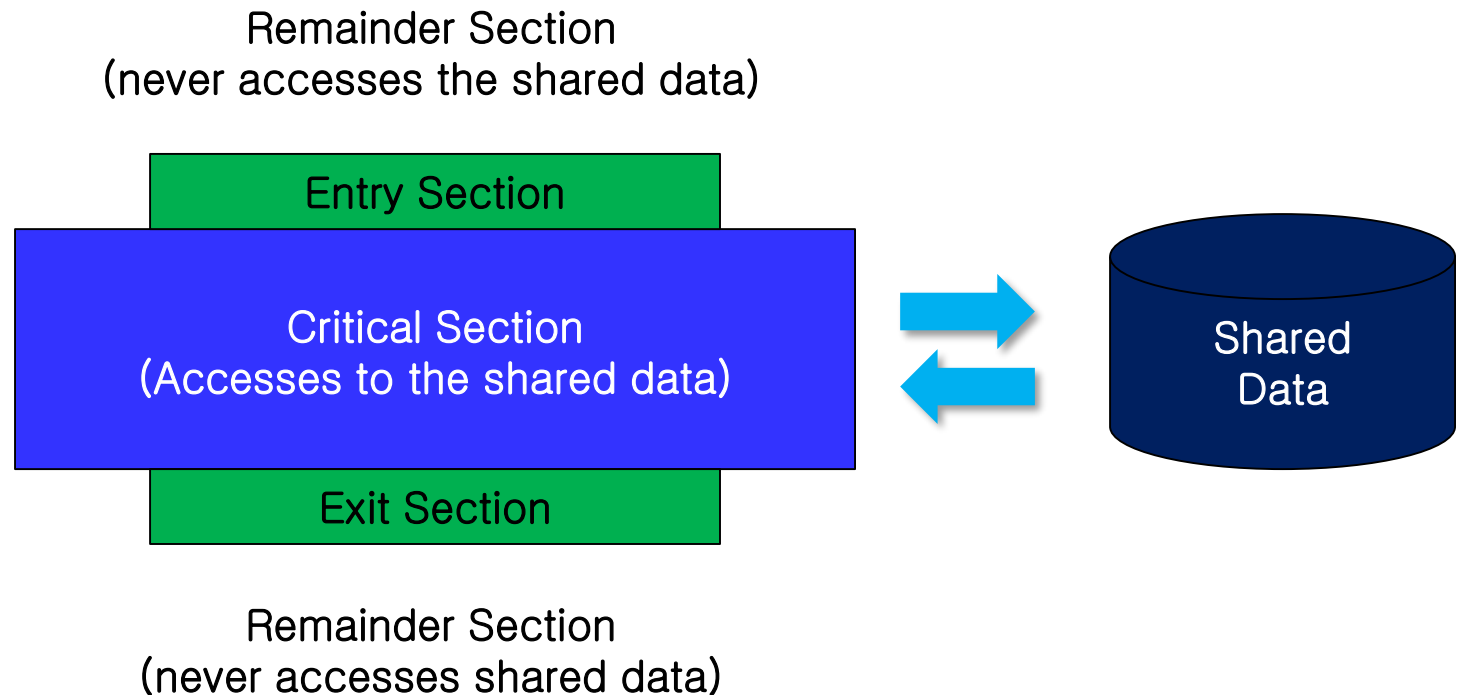 Remainder Section
(never accesses the shared data)
Entry Section
Critical Section
(Accesses to the shared data)
Shared
Data
Exit Section
Remainder Section
(never accesses shared data)